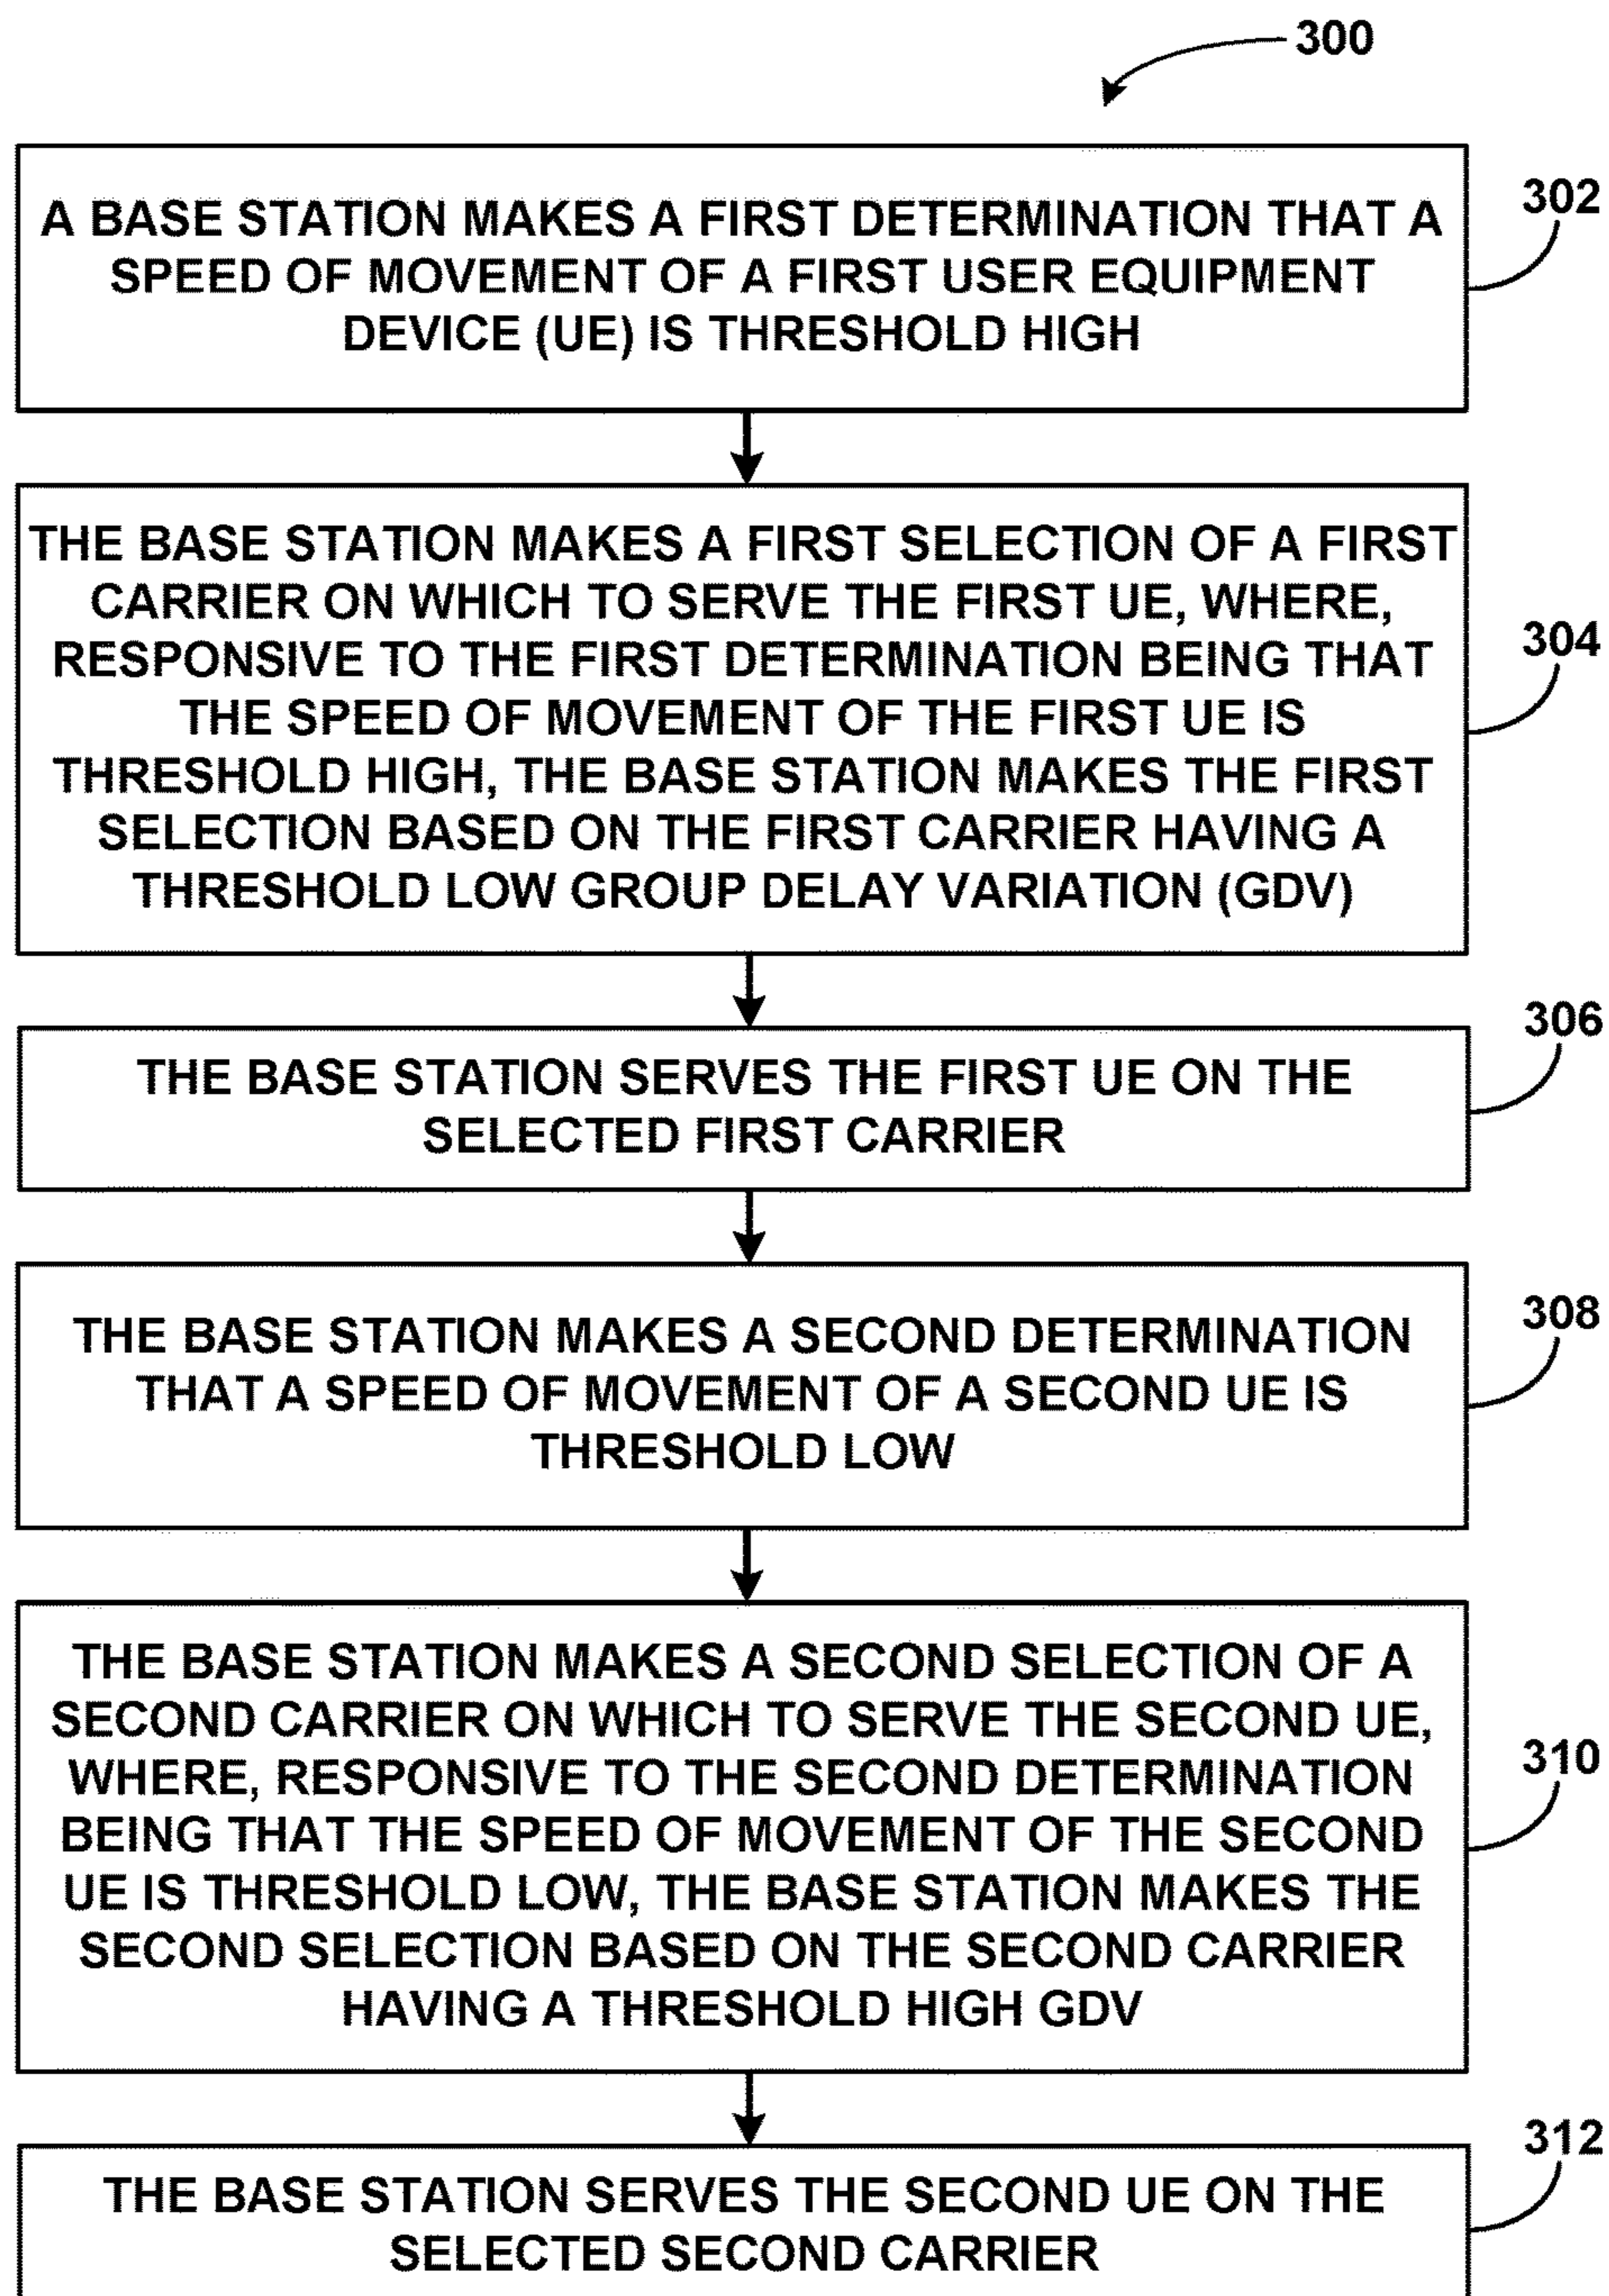 300
A BASE STATION MAKES A FIRST DETERMINATION THAT A
SPEED OF MOVEMENT OF A FIRST USER EQUIPMENT
DEVICE (UE) IS THRESHOLD HIGH
302
THE BASE STATION MAKES A FIRST SELECTION OF A FIRST
CARRIER ON WHICH TO SERVE THE FIRST UE, WHERE,
RESPONSIVE TO THE FIRST DETERMINATION BEING THAT
THE SPEED OF MOVEMENT OF THE FIRST UE IS
THRESHOLD HIGH, THE BASE STATION MAKES THE FIRST
SELECTION BASED ON THE FIRST CARRIER HAVING A
THRESHOLD LOW GROUP DELAY VARIATION (GDV)
304
THE BASE STATION SERVES THE FIRST UE ON THE
SELECTED FIRST CARRIER
306
THE BASE STATION MAKES A SECOND DETERMINATION
THAT A SPEED OF MOVEMENT OF A SECOND UE IS
THRESHOLD LOW
308
THE BASE STATION MAKES A SECOND SELECTION OF A
SECOND CARRIER ON WHICH TO SERVE THE SECOND UE,
WHERE, RESPONSIVE TO THE SECOND DETERMINATION
BEING THAT THE SPEED OF MOVEMENT OF THE SECOND
UE IS THRESHOLD LOW, THE BASE STATION MAKES THE
SECOND SELECTION BASED ON THE SECOND CARRIER
HAVING A THRESHOLD HIGH GDV
310
THE BASE STATION SERVES THE SECOND UE ON THE
SELECTED SECOND CARRIER
312